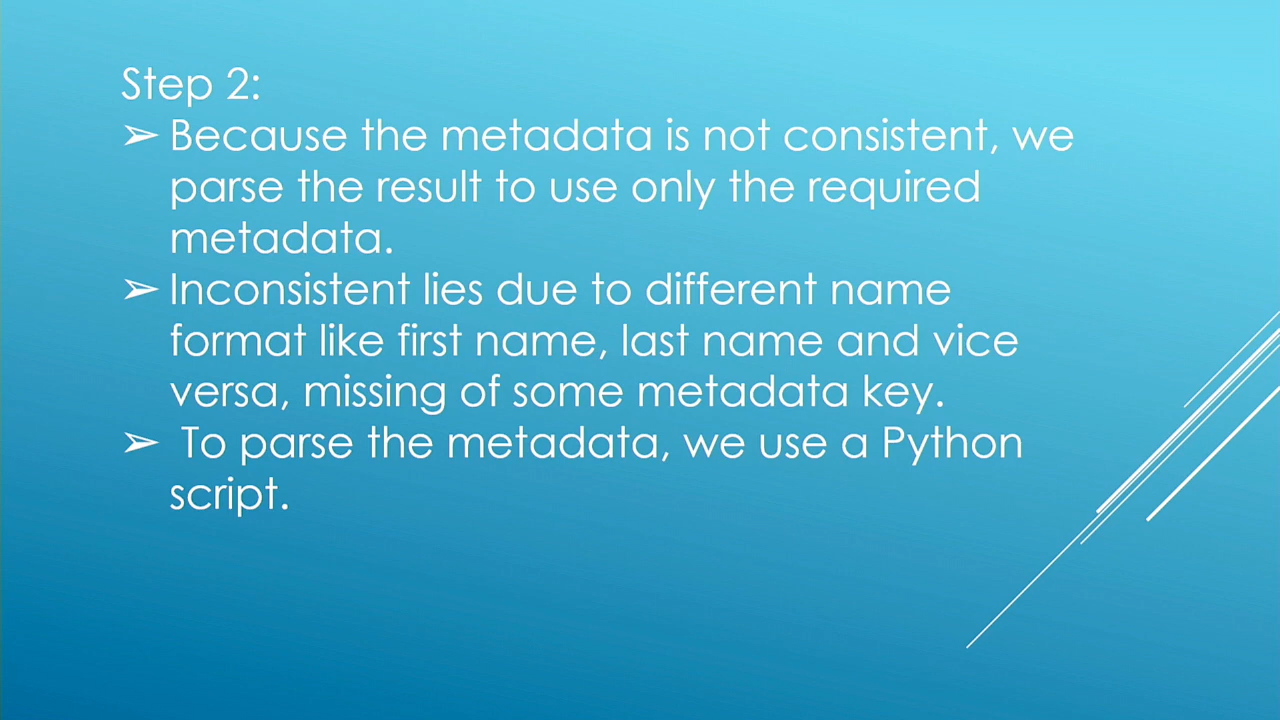 Step 2:
➢ Because the metadata is not consistent, we
parse the result to use only the required
metadata.
➢ Inconsistent lies due to different name
format like first name, last name and vice
versa, missing of some metadata key.
➢ To parse the metadata, we use a Python
script.